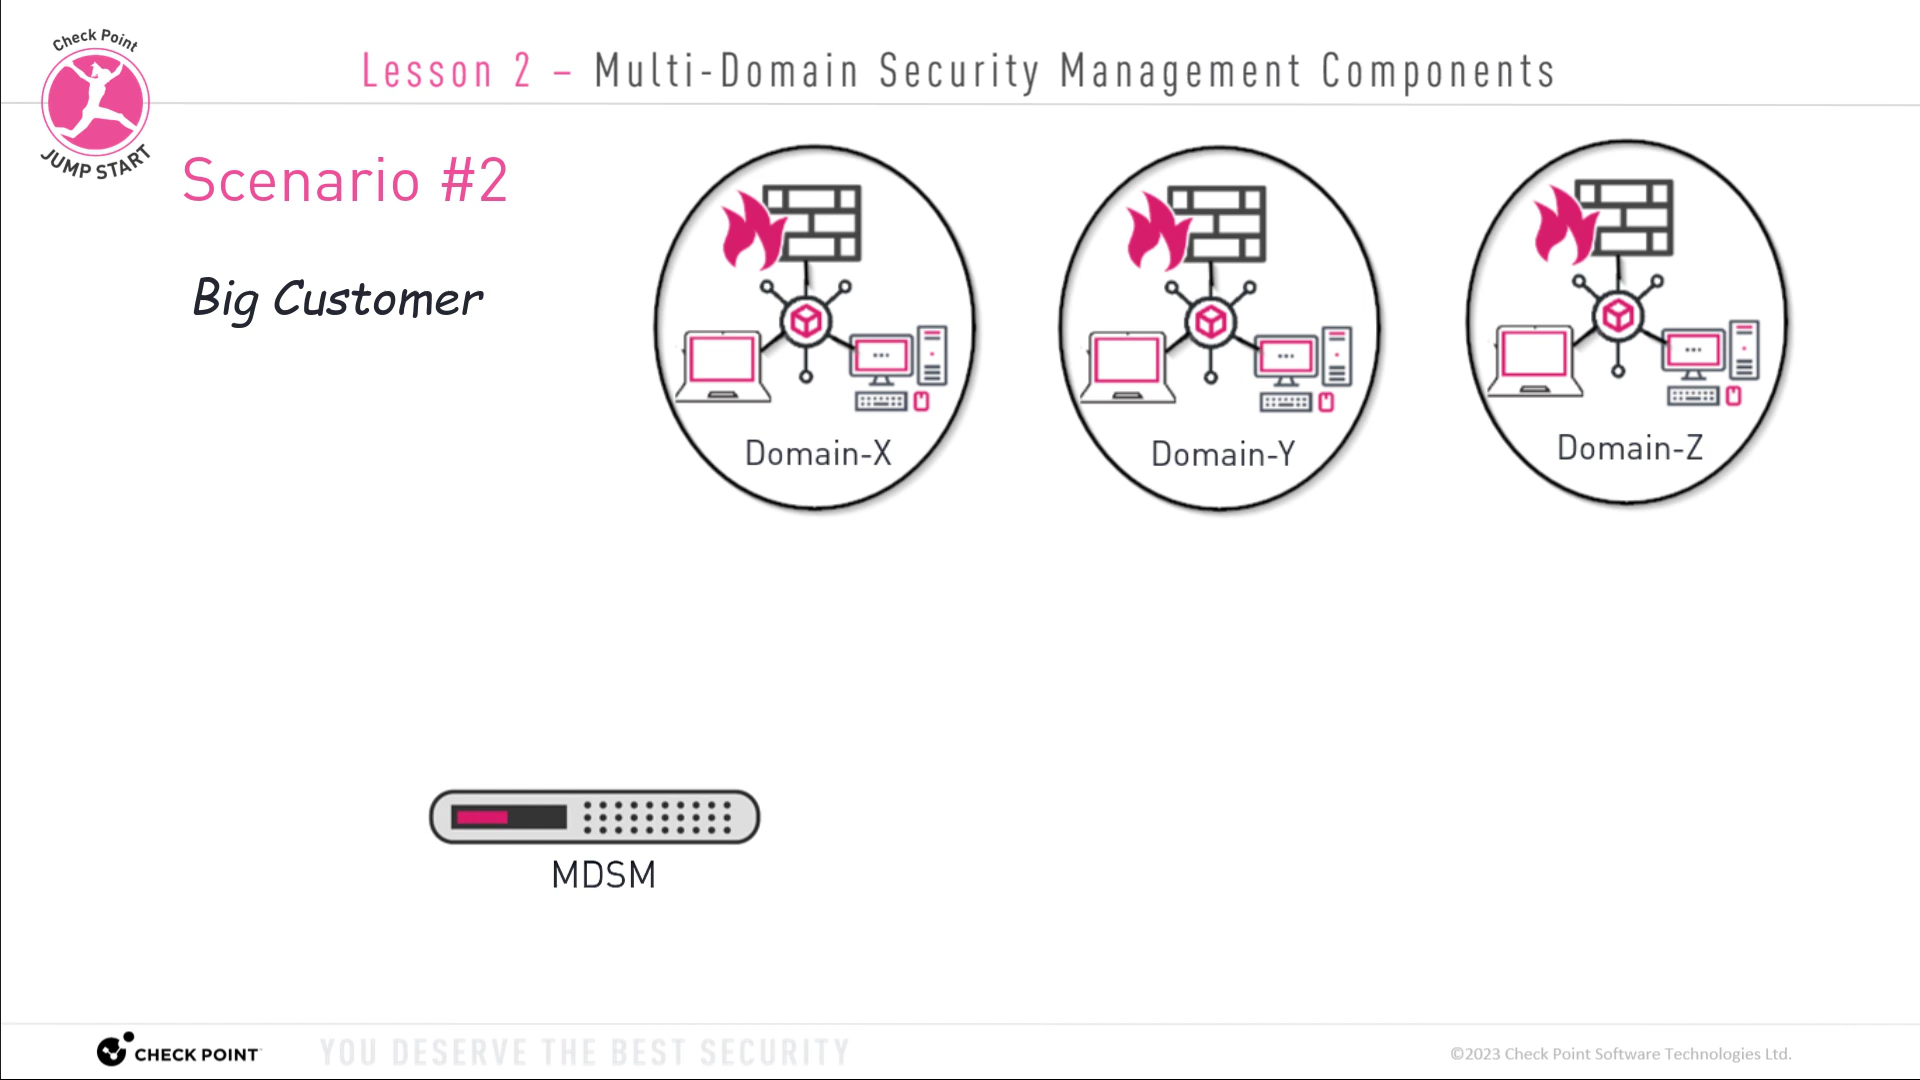 Check Point
JUMP START
Lesson 2 – Multi-Domain Security Management Components
Scenario #2
Big Customer
Domain-X
Domain-Y
Domain-Z
MDSM
CHECK POINT
YOU DESERVE THE BEST SECURITY
©2023 Check Point Software Technologies Ltd.